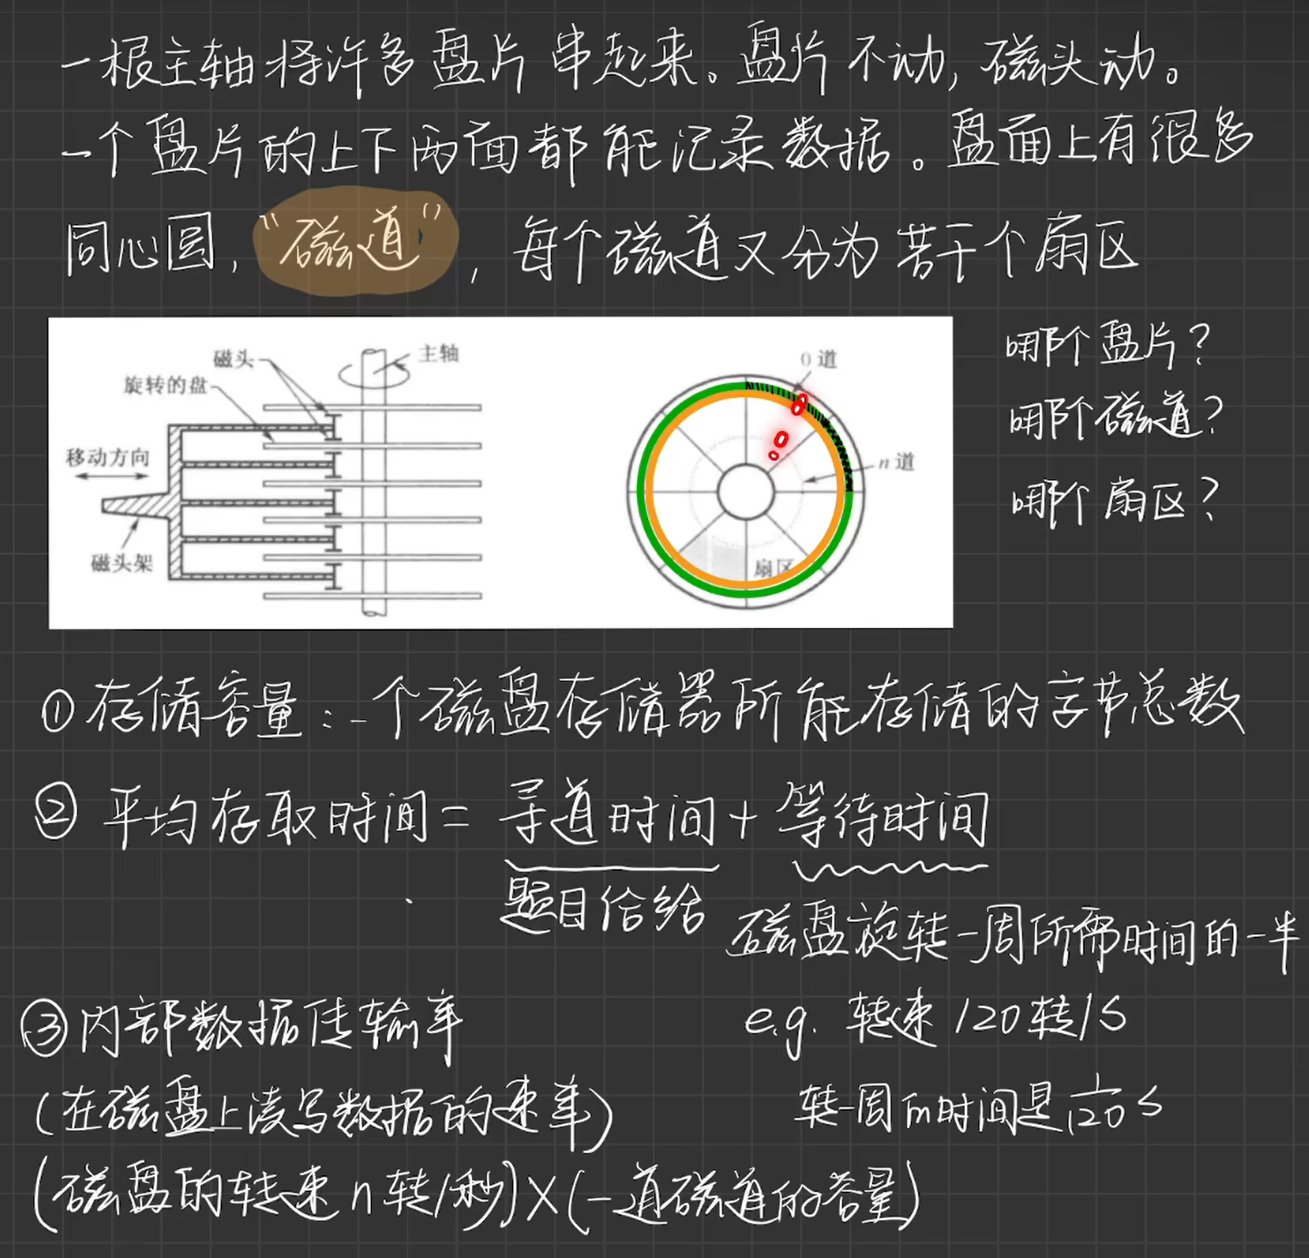 一根主轴将许多盘片串起来。盘片不动，磁头动。
一个盘片的上下两面都能记录数据。盘面上有很多
同心圆，“磁道”，每个磁道又分为若干个扇区
磁头
主轴
旋转的盘
移动方向
磁头架
0道
n道
扇区
哪个盘片？
哪个磁道？
哪个扇区？
①存储容量：一个磁盘存储器所能存储的字节总数
②平均存取时间=寻道时间+等待时间
题目给
磁盘旋转一周所需时间的一半
e.g. 转速120转/S
转一周的时间是1/120 S
③内部数据传输率
(在磁盘上读写数据的速率)
(磁盘的转速n转/秒)×(一道磁道的容量)